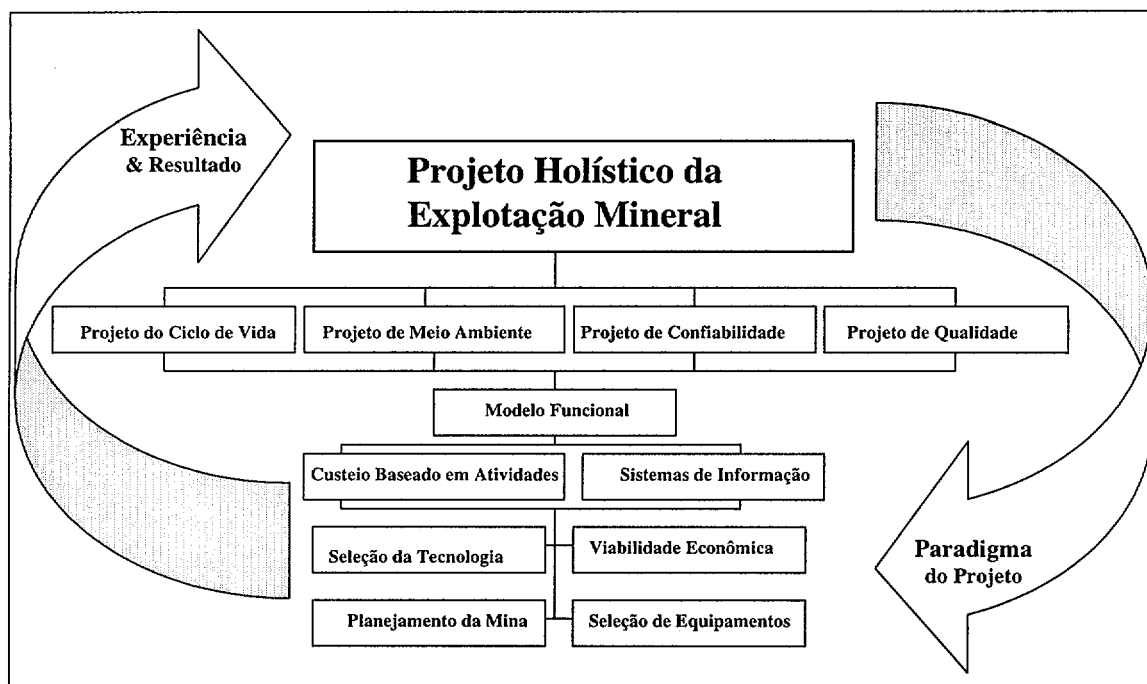 Experiência
& Resultado
Projeto Holístico da
Explotação Mineral
Projeto do Ciclo de Vida
Projeto de Meio Ambiente
Projeto de Confiabilidade
Projeto de Qualidade
Modelo Funcional
Custeio Baseado em Atividades
Sistemas de Informação
Seleção da Tecnologia
Viabilidade Econômica
Planejamento da Mina
Seleção de Equipamentos
Paradigma
do Projeto